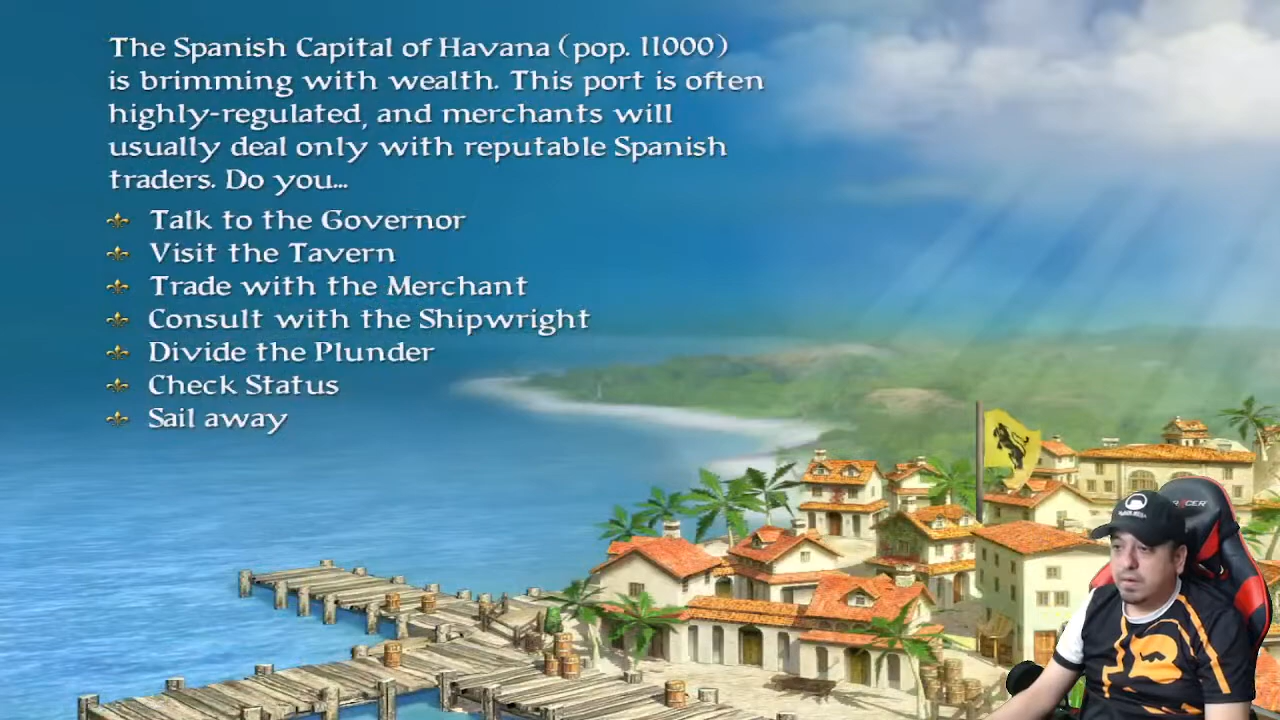 The Spanish Capital of Havana (pop. 11000)
is brimming with wealth. This port is often
highly-regulated, and merchants will
usually deal only with reputable Spanish
traders. Do you...
Talk to the Governor
Visit the Tavern
Trade with the Merchant
Consult with the Shipwright
Divide the Plunder
Check Status
Sail away